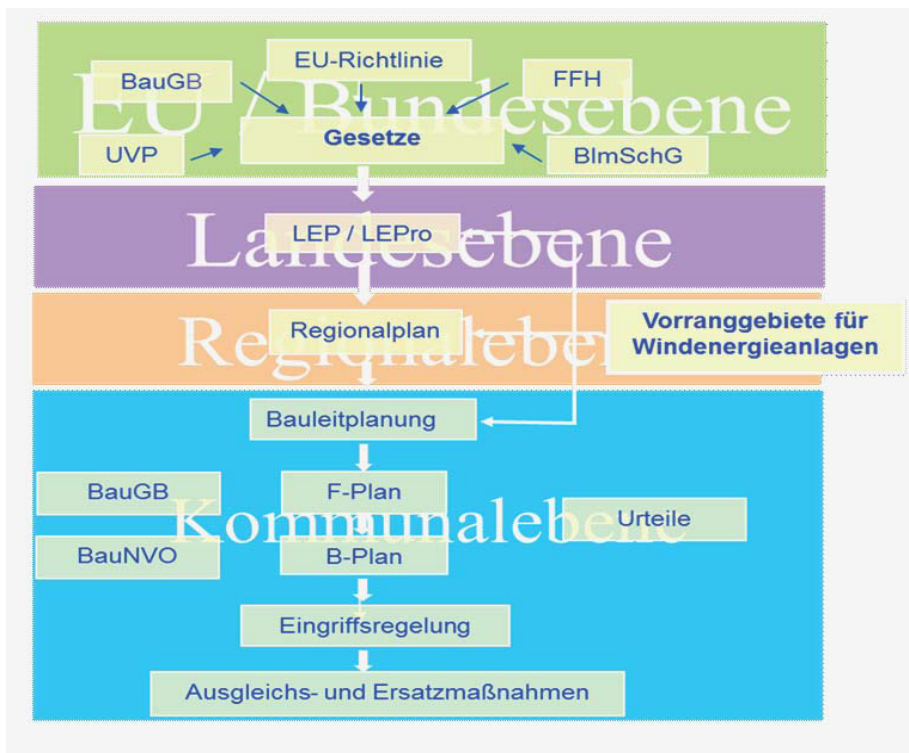 EU / Bundesebene
EU-Richtlinie
BauGB
FFH
Gesetze
UVP
BImSchG
Landesebene
LEP / LEPro
Regionalebene
Regionalplan
Vorranggebiete für
Windenergieanlagen
Kommunalebene
Bauleitplanung
BauGB
F-Plan
Urteile
BauNVO
B-Plan
Eingriffsregelung
Ausgleichs- und Ersatzmaßnahmen